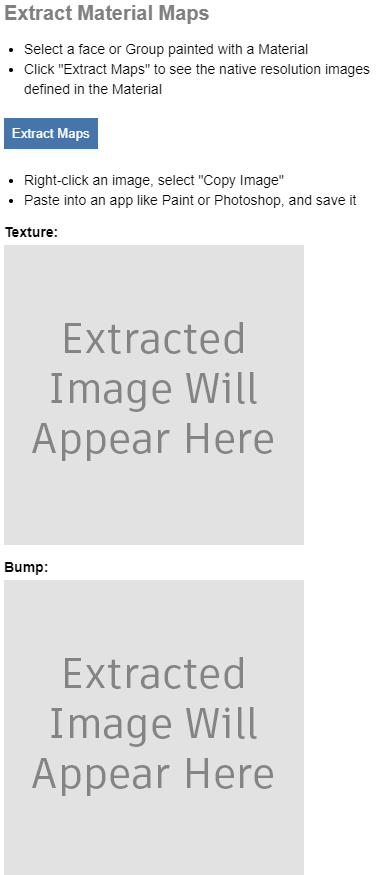 Extract Material Maps
Select a face or Group painted with a Material
Click "Extract Maps" to see the native resolution images
defined in the Material
Extract Maps
Right-click an image, select "Copy Image"
Paste into an app like Paint or Photoshop, and save it
Texture:
Extracted
Image Will
Appear Here
Bump:
Extracted
Image Will
Appear Here